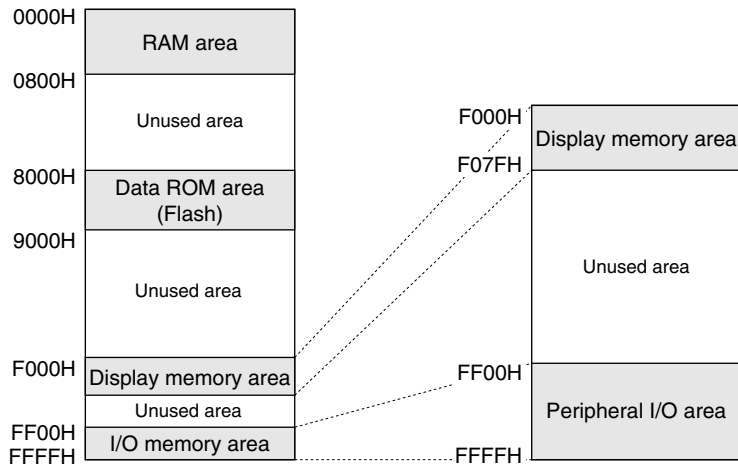 0000H
RAM area
0800H
Unused area
8000H
Data ROM area
(Flash)
9000H
Unused area
F000H
Display memory area
Unused area
FF00H
I/O memory area
FFFFH
F000H
Display memory area
F07FH
Unused area
FF00H
Peripheral I/O area
FFFFH